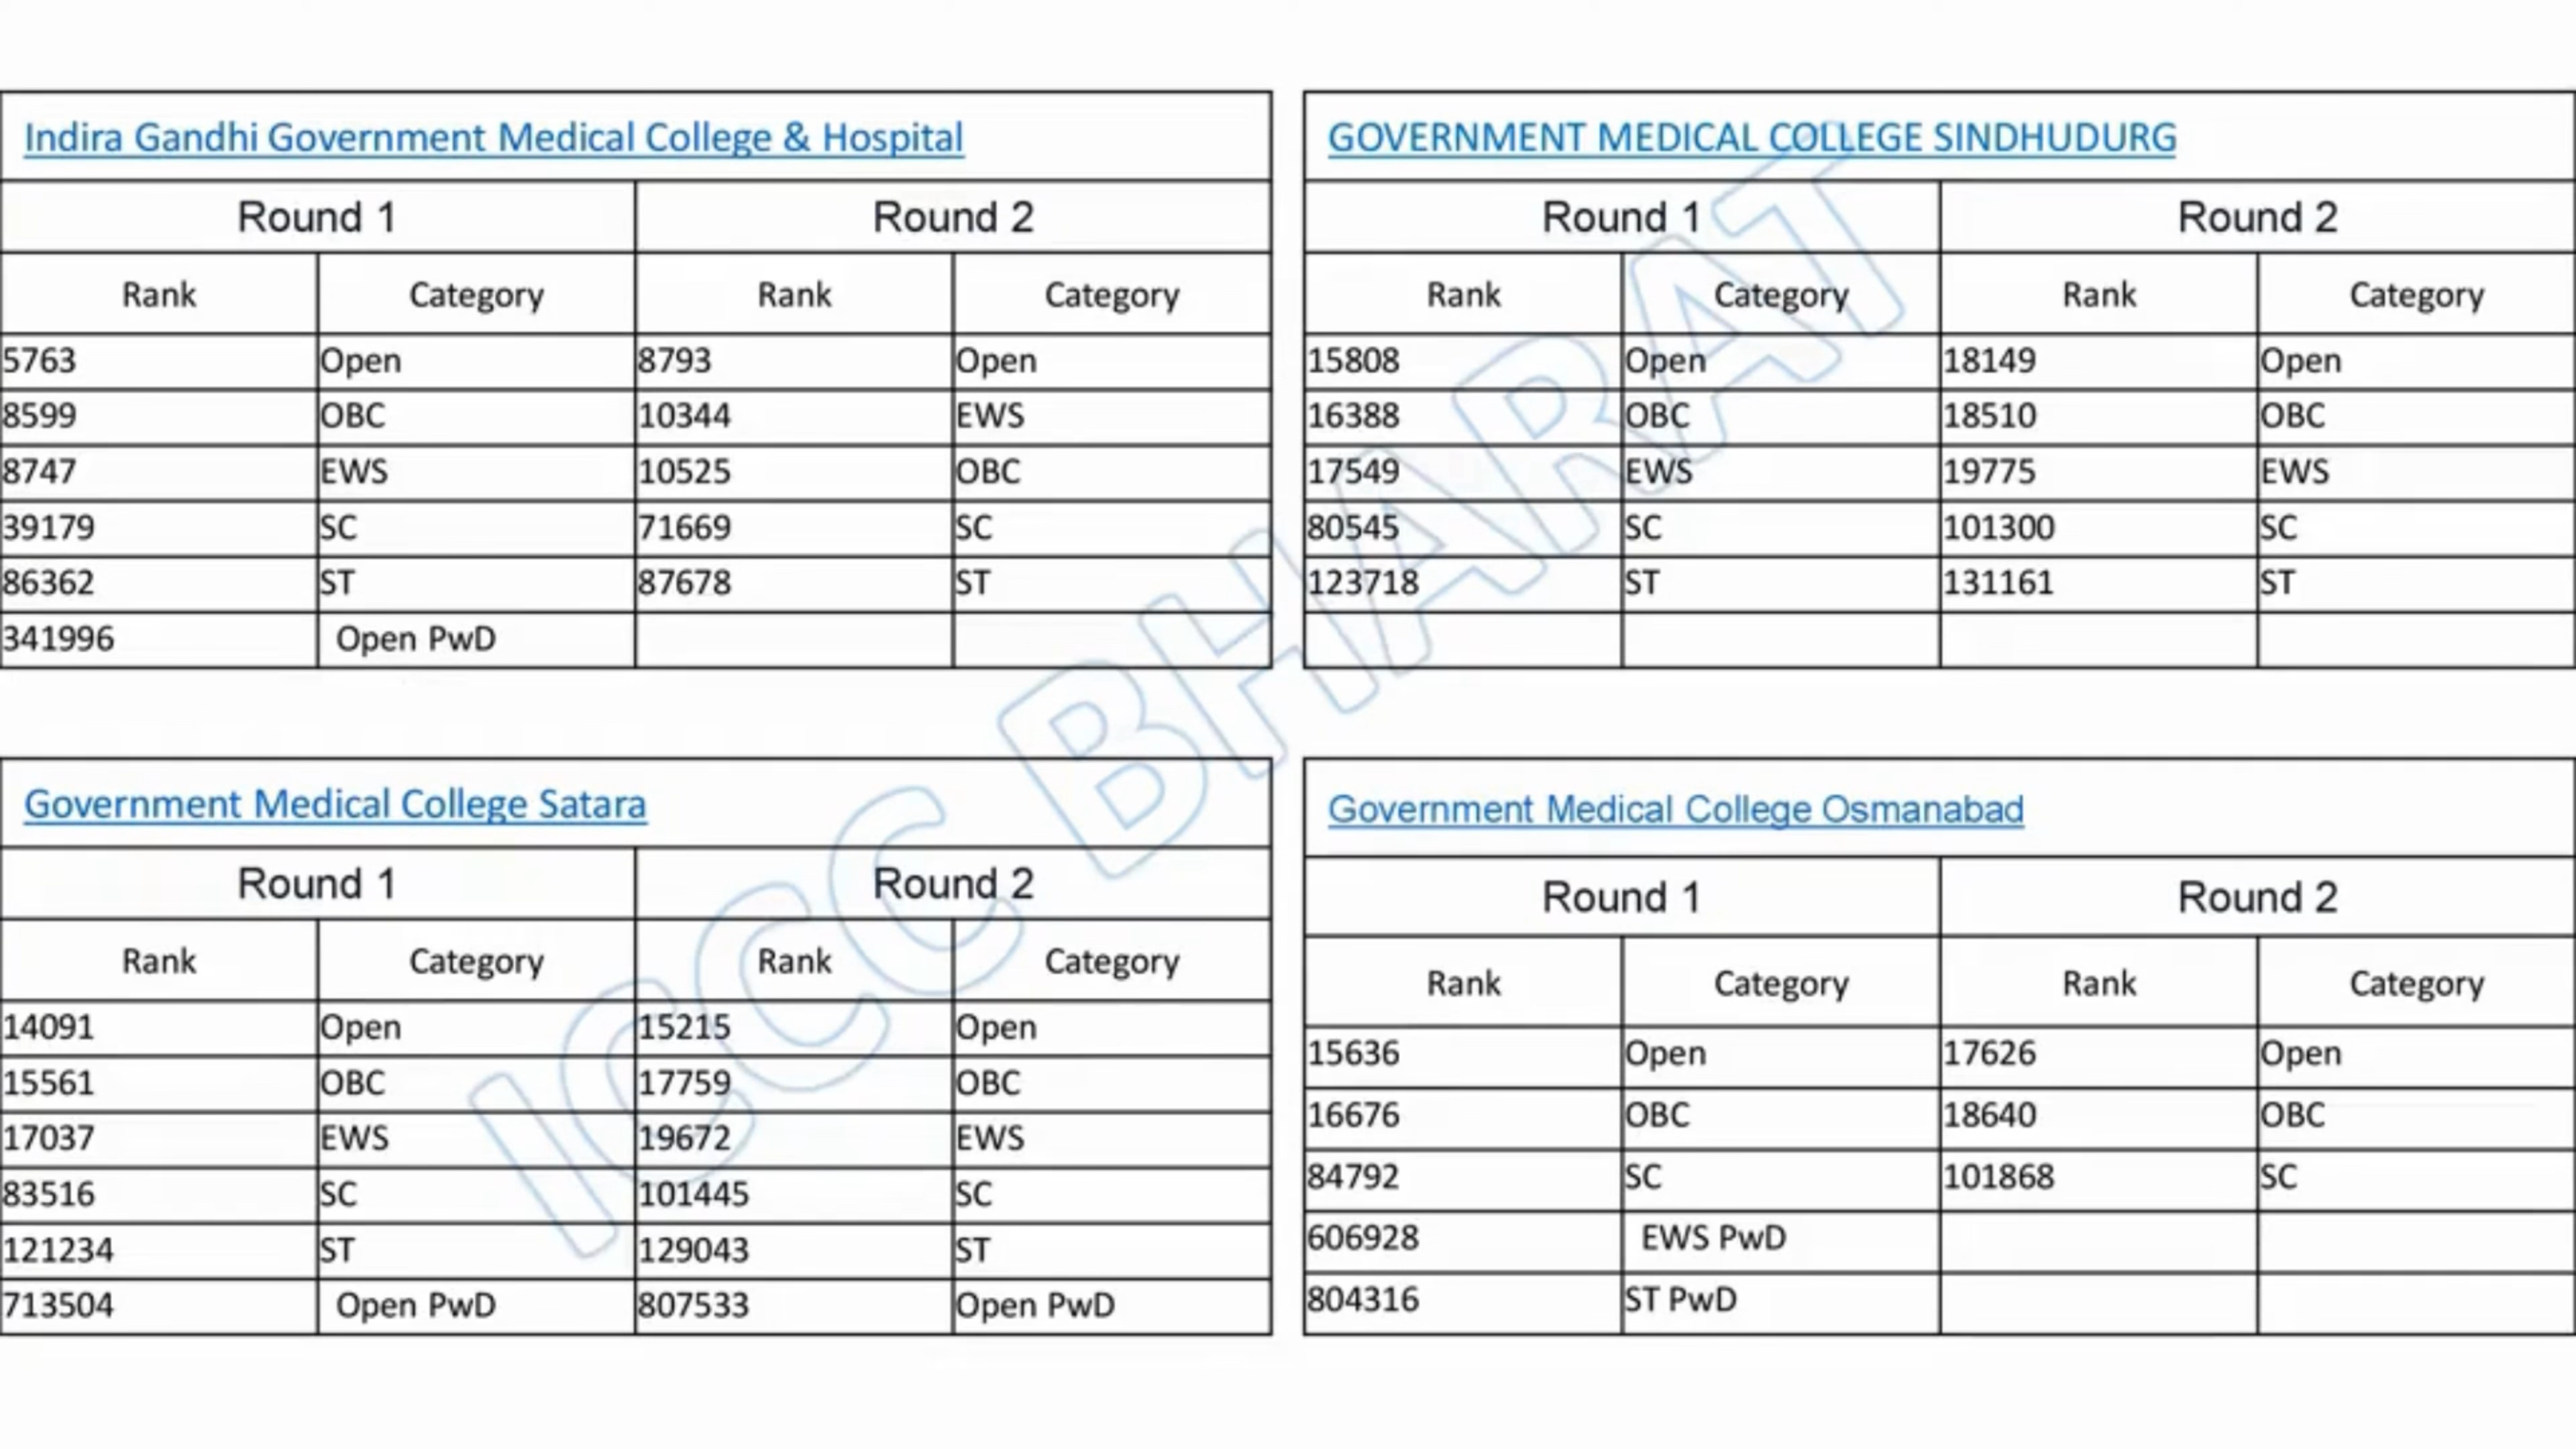 Indira Gandhi Government Medical College & Hospital
Round 1 Round 2
Rank Category Rank Category
5763 Open 8793 Open
8599 OBC 10344 EWS
8747 EWS 10525 OBC
39179 SC 71669 SC
86362 ST 87678 ST
341996 Open PwD
GOVERNMENT MEDICAL COLLEGE SINDHUDURG
Round 1 Round 2
Rank Category Rank Category
15808 Open 18149 Open
16388 OBC 18510 OBC
17549 EWS 19775 EWS
80545 SC 101300 SC
123718 ST 131161 ST
Government Medical College Satara
Round 1 Round 2
Rank Category Rank Category
14091 Open 15215 Open
15561 OBC 17759 OBC
17037 EWS 19672 EWS
83516 SC 101445 SC
121234 ST 129043 ST
713504 Open PwD 807533 Open PwD
Government Medical College Osmanabad
Round 1 Round 2
Rank Category Rank Category
15636 Open 17626 Open
16676 OBC 18640 OBC
84792 SC 101868 SC
606928 EWS PwD
804316 ST PwD
ICCC BHARAT